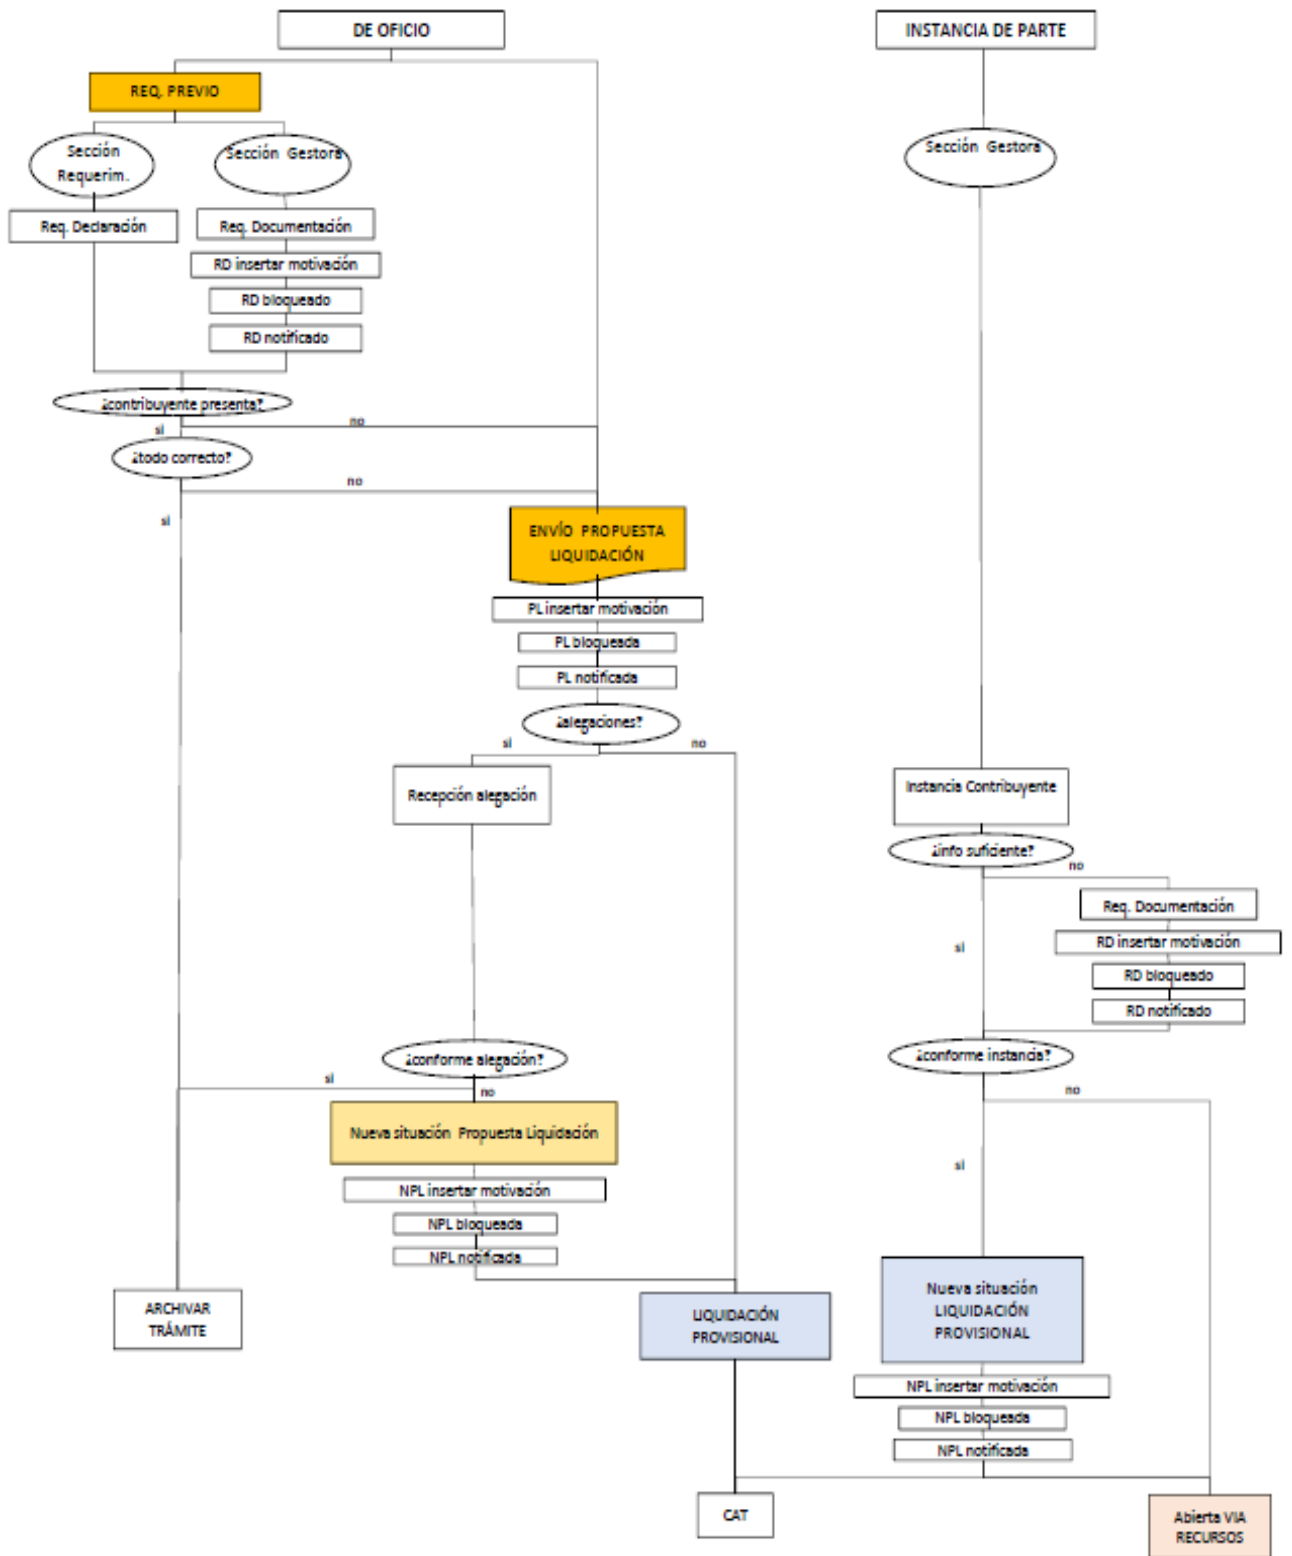 DE OFICIO
INSTANCIA DE PARTE
REQ. PREVIO
Sección
Requerim.
Sección Gestora
Sección Gestora
Req. Declaración
Req. Documentación
RD insertar motivación
RD bloqueado
RD notificado
¿contribuyente presenta?
si
no
¿todo correcto?
no
si
ENVÍO PROPUESTA
LIQUIDACIÓN
PL insertar motivación
PL bloqueada
PL notificada
¿alegaciones?
si
no
Recepción alegación
Instancia Contribuyente
¿info suficiente?
no
Req. Documentación
RD insertar motivación
si
RD bloqueado
RD notificado
¿conforme alegación?
¿conforme instancia?
si
no
no
Nueva situación Propuesta Liquidación
si
NPL insertar motivación
NPL bloqueada
NPL notificada
ARCHIVAR
TRÁMITE
LIQUIDACIÓN
PROVISIONAL
Nueva situación
LIQUIDACIÓN
PROVISIONAL
NPL insertar motivación
NPL bloqueada
NPL notificada
CAT
Abierta VIA
RECURSOS